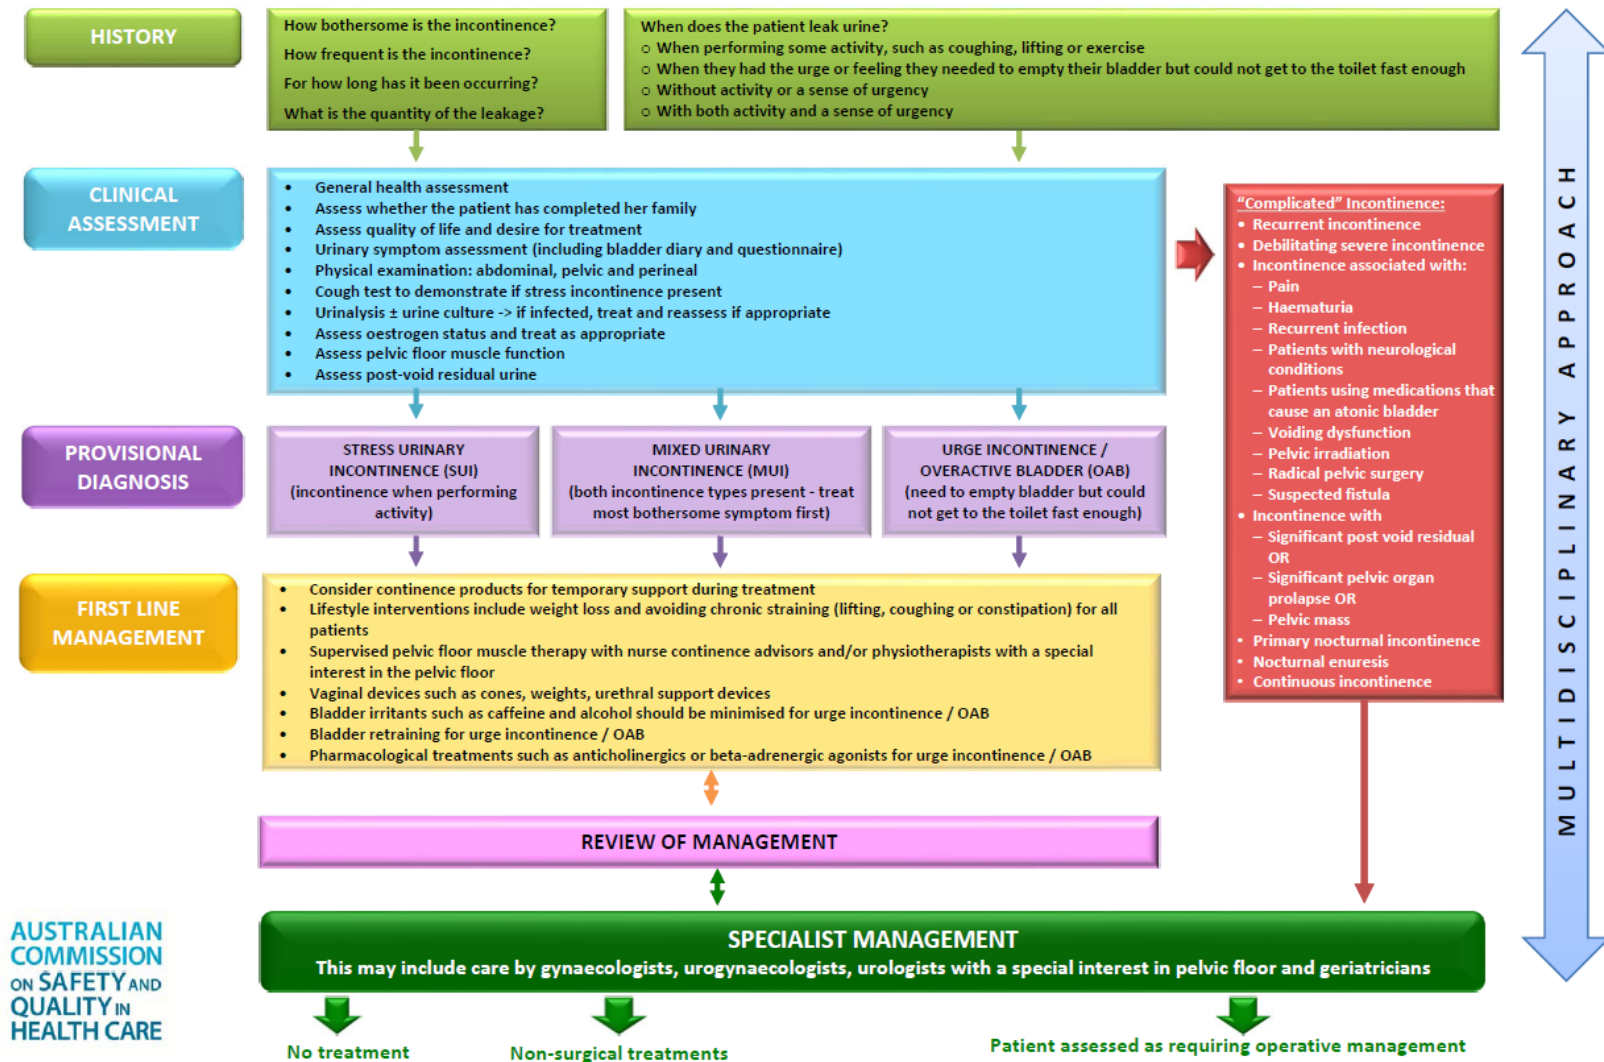 HISTORY
How bothersome is the incontinence?
How frequent is the incontinence?
For how long has it been occurring?
What is the quantity of the leakage?
When does the patient leak urine?
o When performing some activity, such as coughing, lifting or exercise
o When they had the urge or feeling they needed to empty their bladder but could not get to the toilet fast enough
o Without activity or a sense of urgency
o With both activity and a sense of urgency
CLINICAL
ASSESSMENT
• General health assessment
• Assess whether the patient has completed her family
• Assess quality of life and desire for treatment
• Urinary symptom assessment (including bladder diary and questionnaire)
• Physical examination: abdominal, pelvic and perineal
• Cough test to demonstrate if stress incontinence present
• Urinalysis ± urine culture -> if infected, treat and reassess if appropriate
• Assess oestrogen status and treat as appropriate
• Assess pelvic floor muscle function
• Assess post-void residual urine
"Complicated" Incontinence:
• Recurrent incontinence
• Debilitating severe incontinence
• Incontinence associated with:
– Pain
– Haematuria
– Recurrent infection
– Patients with neurological
conditions
– Patients using medications that
cause an atonic bladder
– Voiding dysfunction
– Pelvic irradiation
– Radical pelvic surgery
– Suspected fistula
• Incontinence with
– Significant post void residual
OR
– Significant pelvic organ
prolapse OR
– Pelvic mass
• Primary nocturnal incontinence
• Nocturnal enuresis
• Continuous incontinence
MULTIDISCIPLINARY APPROACH
PROVISIONAL
DIAGNOSIS
STRESS URINARY
INCONTINENCE (SUI)
(incontinence when performing
activity)
MIXED URINARY
INCONTINENCE (MUI)
(both incontinence types present - treat
most bothersome symptom first)
URGE INCONTINENCE /
OVERACTIVE BLADDER (OAB)
(need to empty bladder but could
not get to the toilet fast enough)
FIRST LINE
MANAGEMENT
• Consider continence products for temporary support during treatment
• Lifestyle interventions include weight loss and avoiding chronic straining (lifting, coughing or constipation) for all
patients
• Supervised pelvic floor muscle therapy with nurse continence advisors and/or physiotherapists with a special
interest in the pelvic floor
• Vaginal devices such as cones, weights, urethral support devices
• Bladder irritants such as caffeine and alcohol should be minimised for urge incontinence / OAB
• Bladder retraining for urge incontinence / OAB
• Pharmacological treatments such as anticholinergics or beta-adrenergic agonists for urge incontinence / OAB
REVIEW OF MANAGEMENT
SPECIALIST MANAGEMENT
This may include care by gynaecologists, urogynaecologists, urologists with a special interest in pelvic floor and geriatricians
AUSTRALIAN
COMMISSION
ON SAFETY AND
QUALITY IN
HEALTH CARE
No treatment
Non-surgical treatments
Patient assessed as requiring operative management